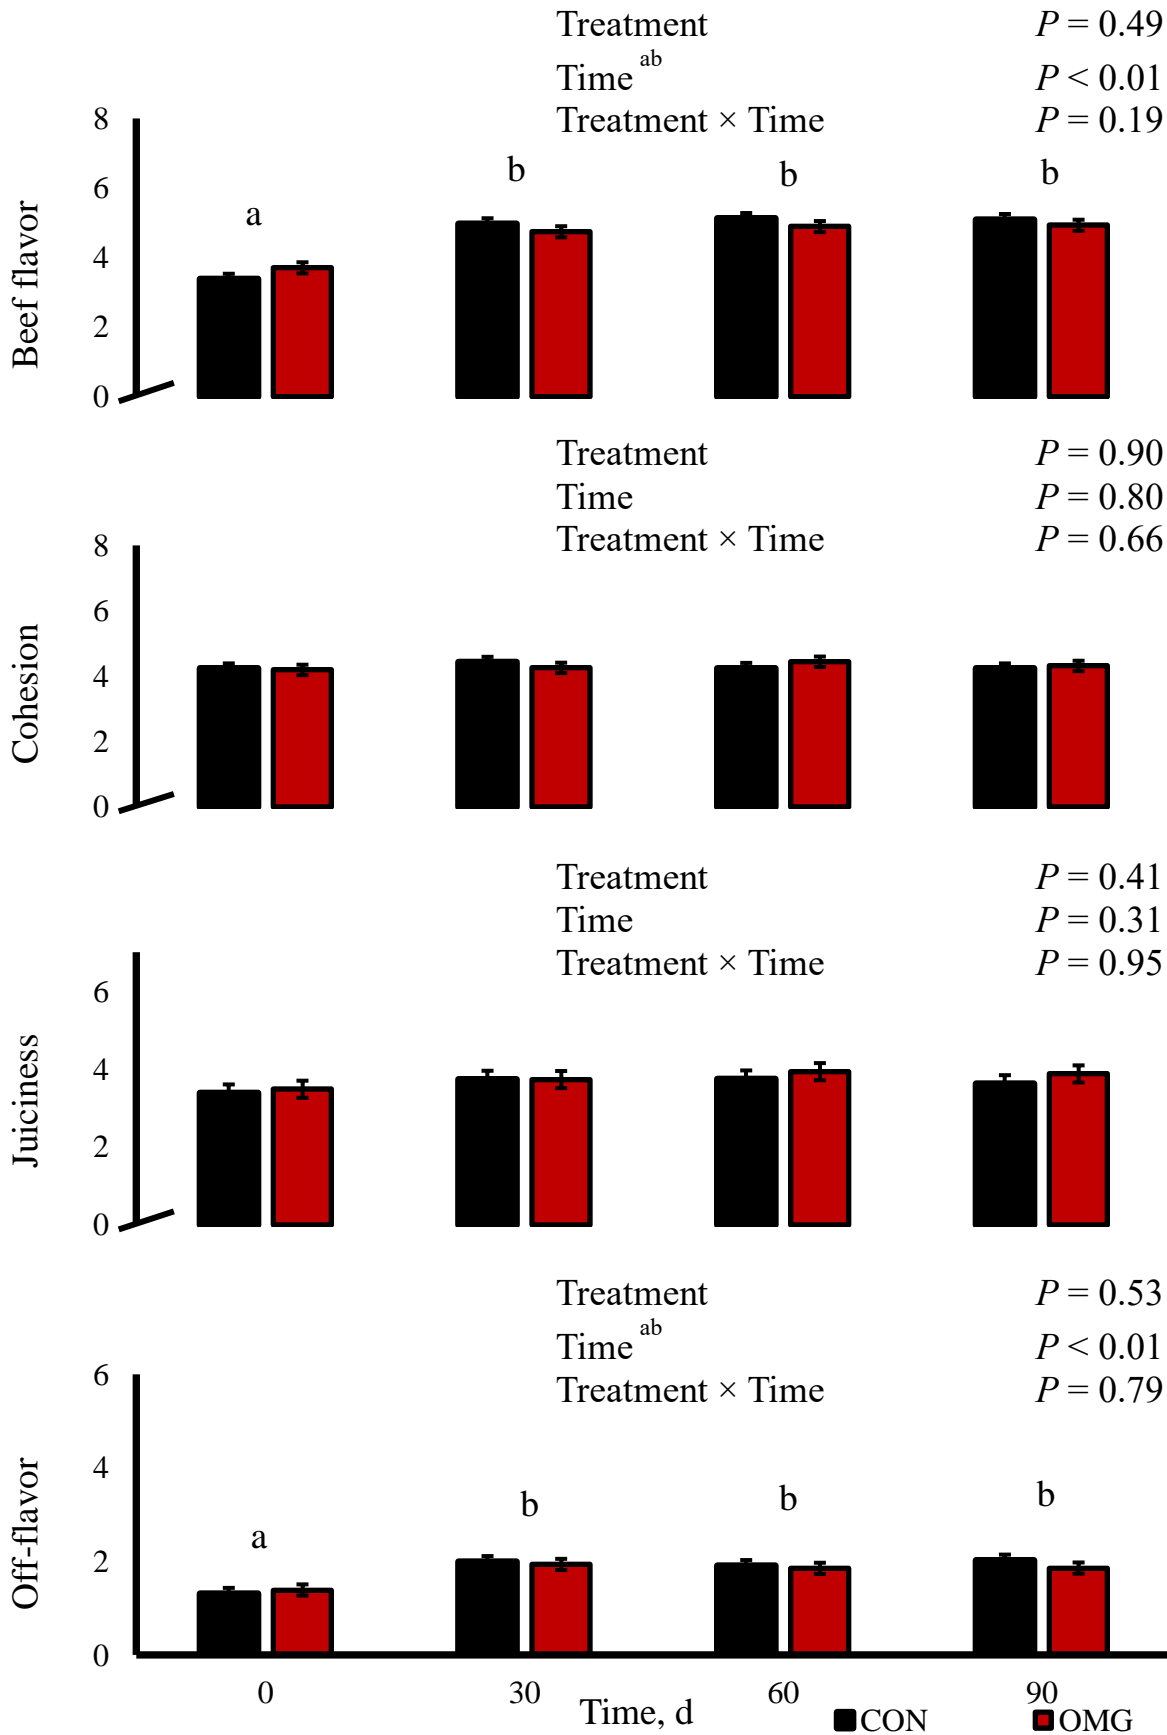 Treatment P = 0.49
Time ab P < 0.01
Treatment × Time P = 0.19
8
6
4
2
0
Beef flavor
a
b
b
b
Treatment P = 0.90
Time P = 0.80
Treatment × Time P = 0.66
8
6
4
2
0
Cohesion
Treatment P = 0.41
Time P = 0.31
Treatment × Time P = 0.95
6
4
2
0
Juiciness
Treatment P = 0.53
Time ab P < 0.01
Treatment × Time P = 0.79
6
4
2
0
Off-flavor
a
b
b
b
0 30 60 90
Time, d
CON OMG